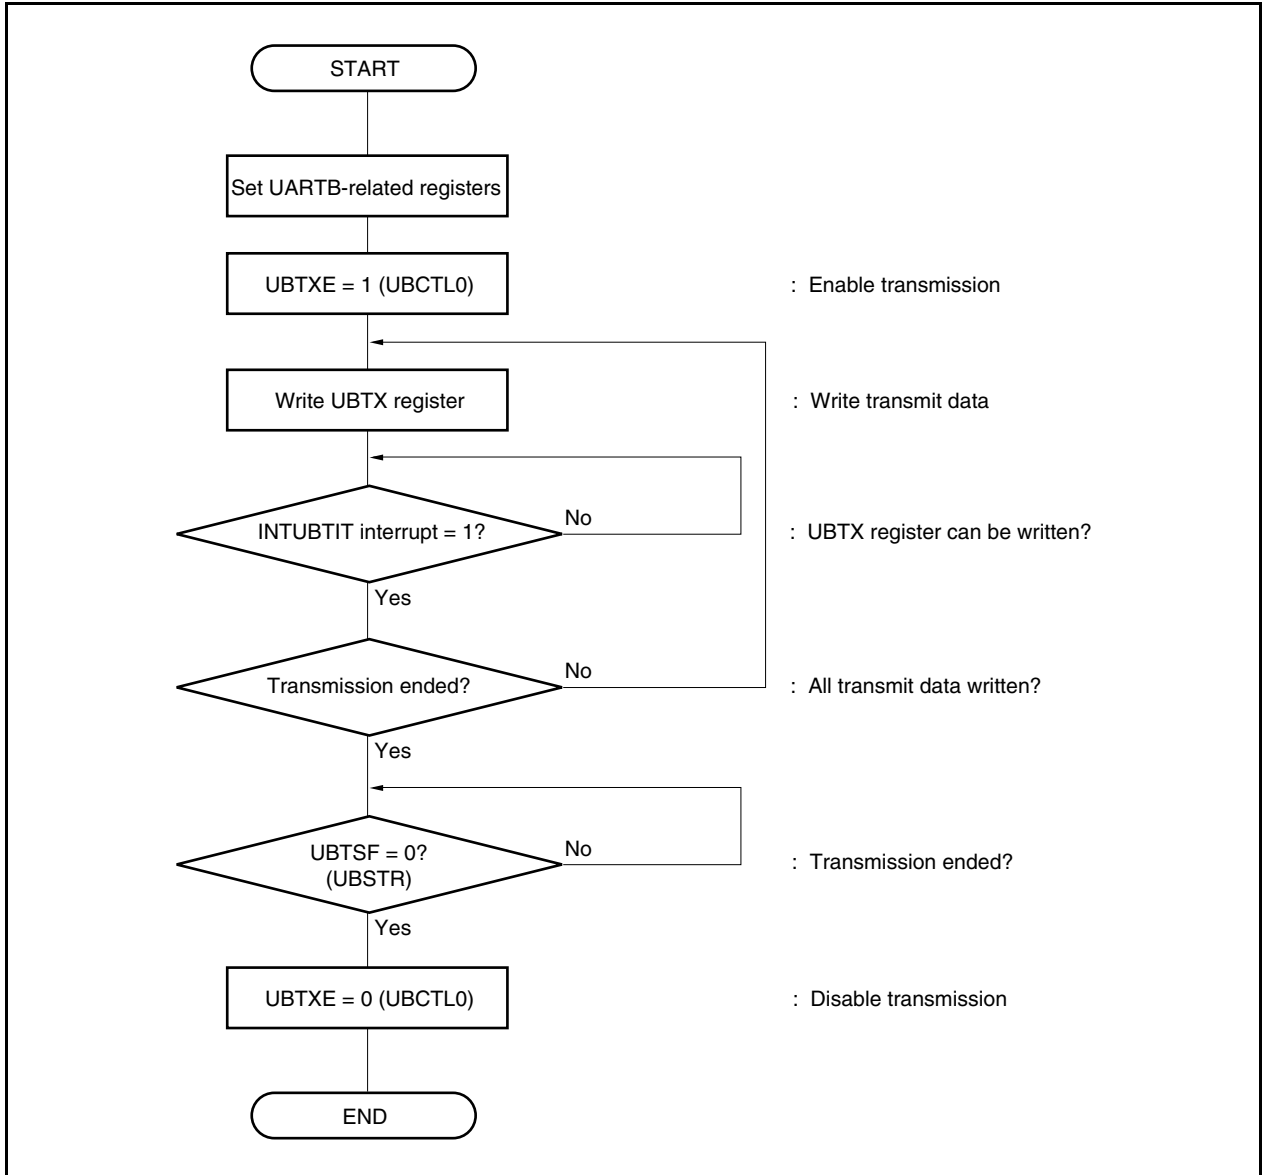 START
Set UARTB-related registers
UBTXE = 1 (UBCTL0)
: Enable transmission
Write UBTX register
: Write transmit data
INTUBTIT interrupt = 1?
No
: UBTX register can be written?
Yes
Transmission ended?
No
: All transmit data written?
Yes
UBTSF = 0?
(UBSTR)
No
: Transmission ended?
Yes
UBTXE = 0 (UBCTL0)
: Disable transmission
END